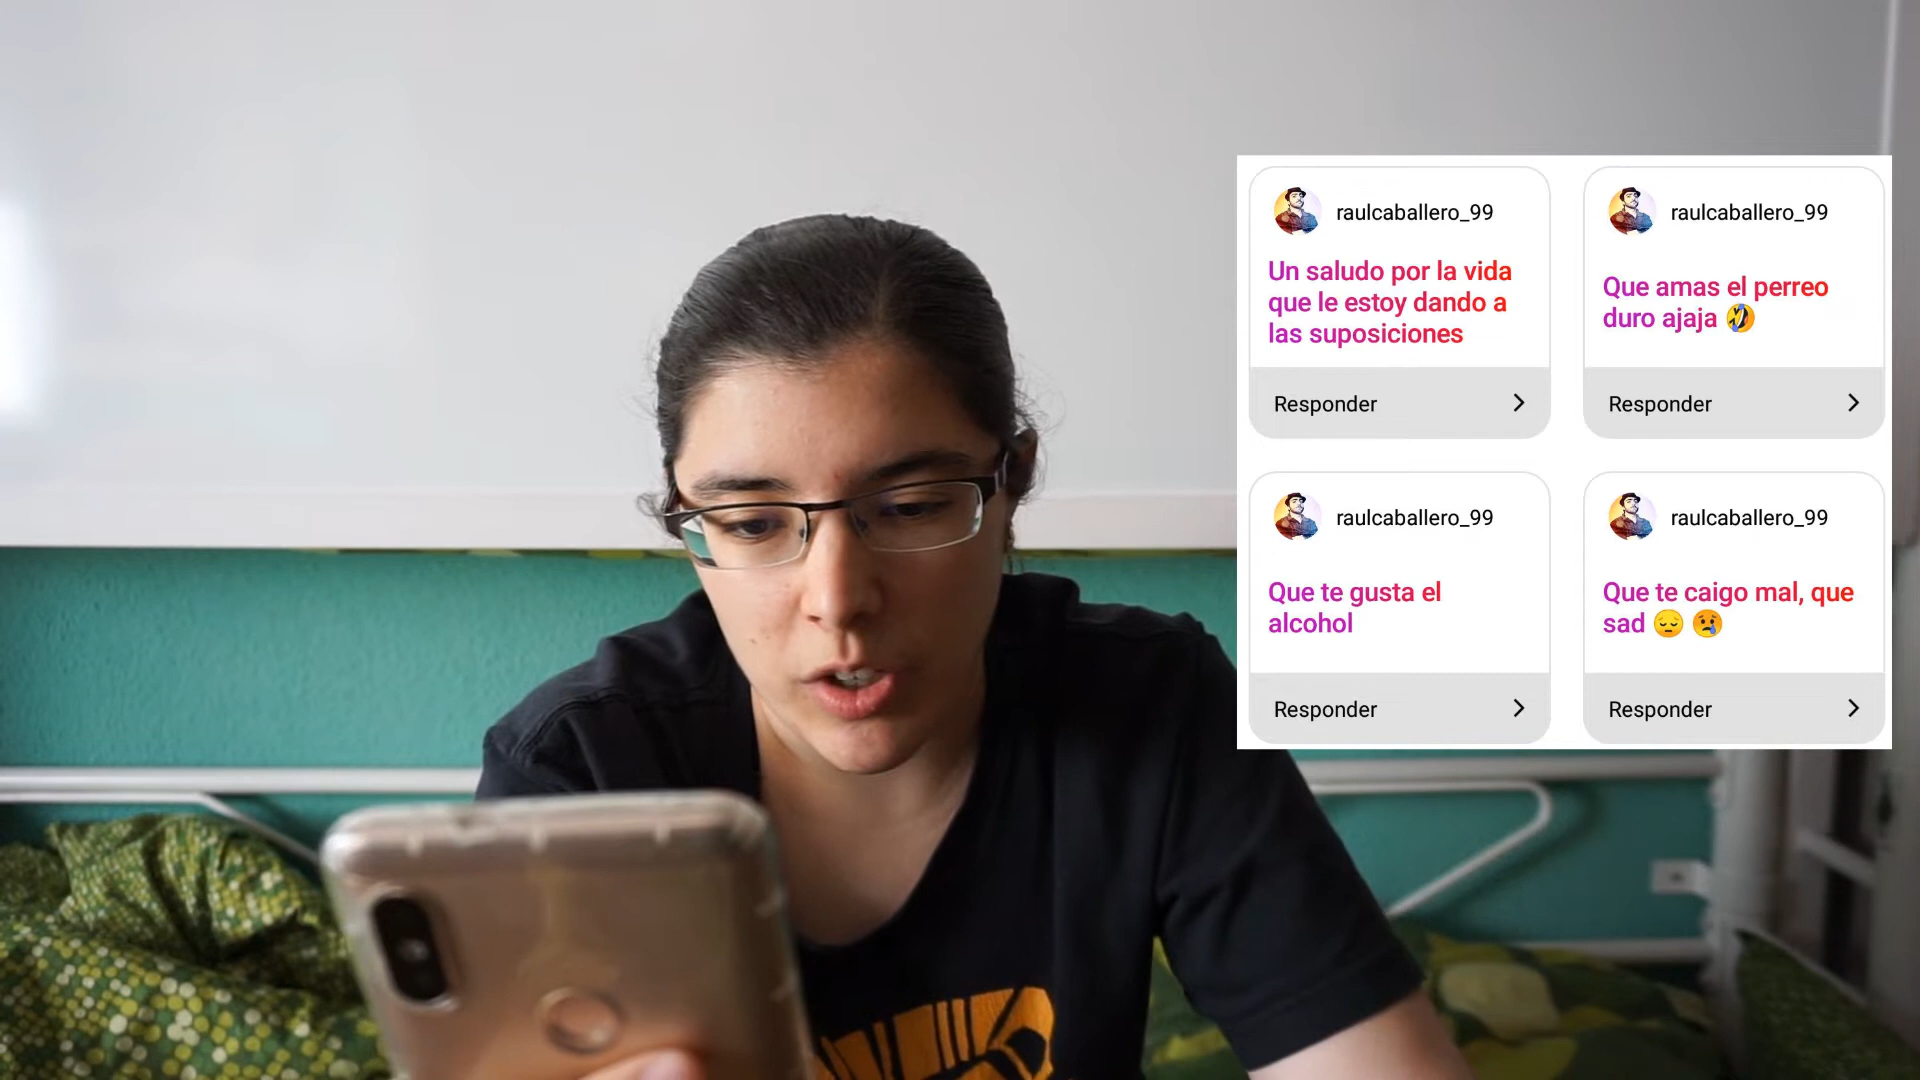 raulcaballero_99
Un saludo por la vida
que le estoy dando a
las suposiciones
Responder
raulcaballero_99
Que amas el perreo
duro ajaja 🤣
Responder
raulcaballero_99
Que te gusta el
alcohol
Responder
raulcaballero_99
Que te caigo mal, que
sad 😔 😢
Responder